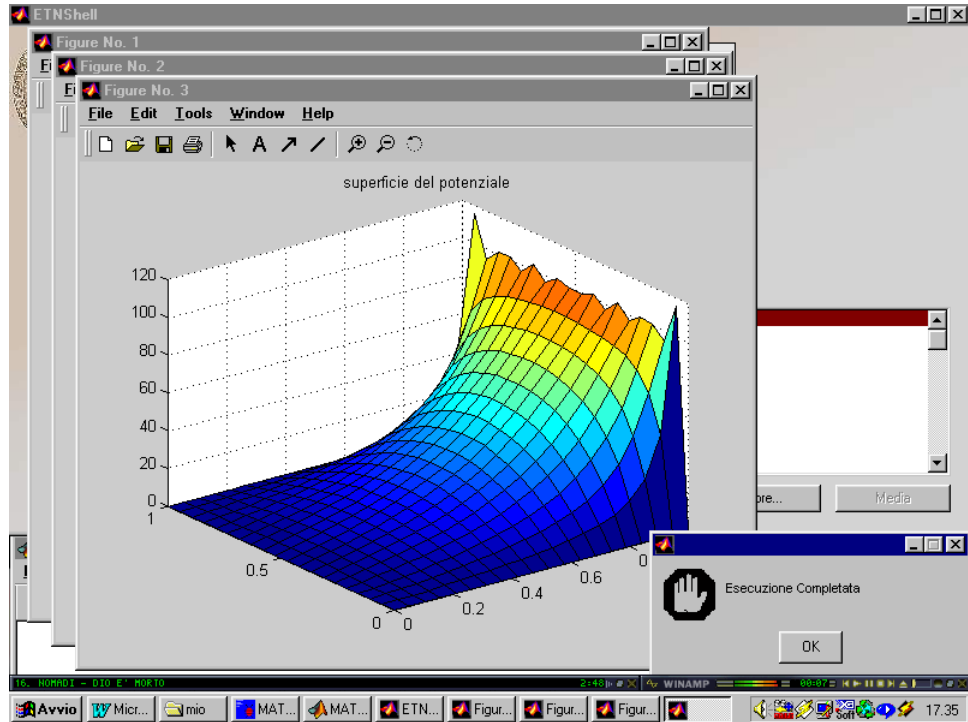 ETNShell
Figure No. 1
Figure No. 2
Figure No. 3
File Edit Tools Window Help
A
superficie del potenziale
120
100
80
60
40
20
0
1
0.5
0
0
0.2
0.4
0.6
0
Media
Esecuzione Completata
OK
16. NOMADI - DIO E' MORTO 2:48 WINAMP 00:07
Avvio Micr... mio MAT... MAT... ETN... Figur... Figur... Figur... 17.35